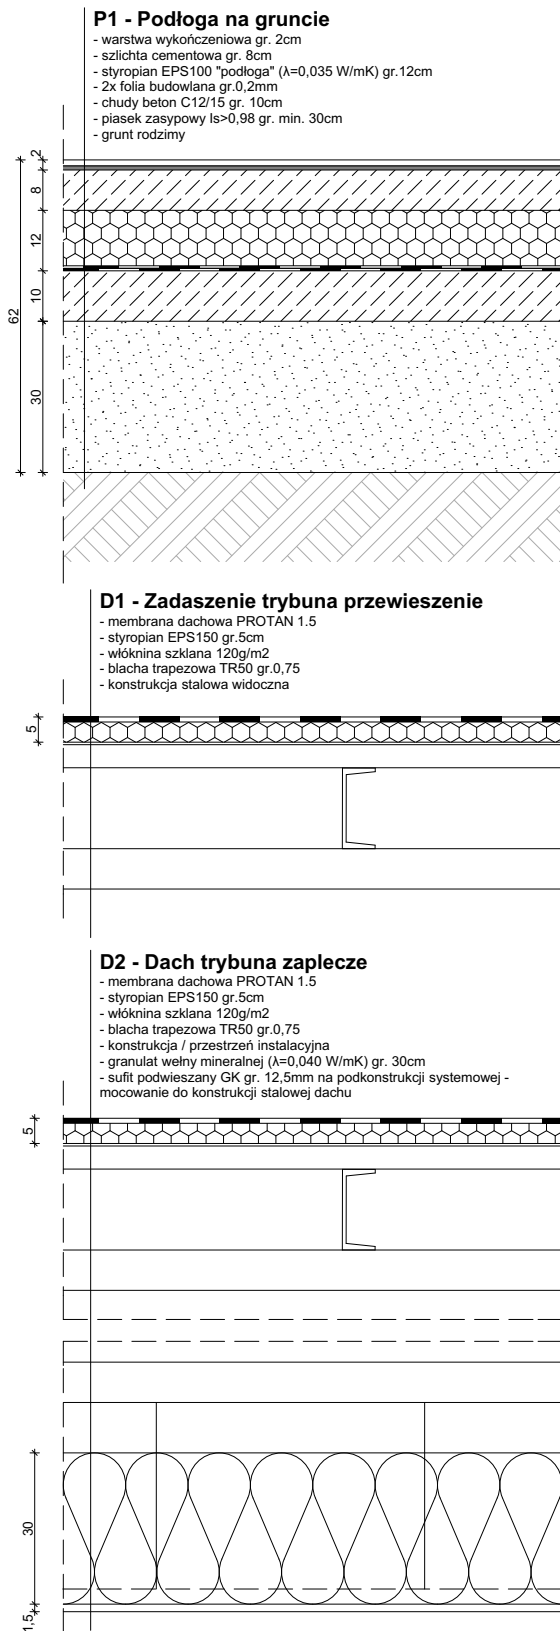 P1 - Podłoga na gruncie
- warstwa wykończeniowa gr. 2cm
- szlichta cementowa gr. 8cm
- styropian EPS100 "podłoga" (λ=0,035 W/mK) gr.12cm
- 2x folia budowlana gr.0,2mm
- chudy beton C12/15 gr. 10cm
- piasek zasypowy Is>0,98 gr. min. 30cm
- grunt rodzimy
2
8
12
10
62
30
D1 - Zadaszenie trybuna przewieszenie
- membrana dachowa PROTAN 1.5
- styropian EPS150 gr.5cm
- włóknina szklana 120g/m2
- blacha trapezowa TR50 gr.0,75
- konstrukcja stalowa widoczna
5
D2 - Dach trybuna zaplecze
- membrana dachowa PROTAN 1.5
- styropian EPS150 gr.5cm
- włóknina szklana 120g/m2
- blacha trapezowa TR50 gr.0,75
- konstrukcja / przestrzeń instalacyjna
- granulat wełny mineralnej (λ=0,040 W/mK) gr. 30cm
- sufit podwieszany GK gr. 12,5mm na podkonstrukcji systemowej -
mocowanie do konstrukcji stalowej dachu
5
30
1,5